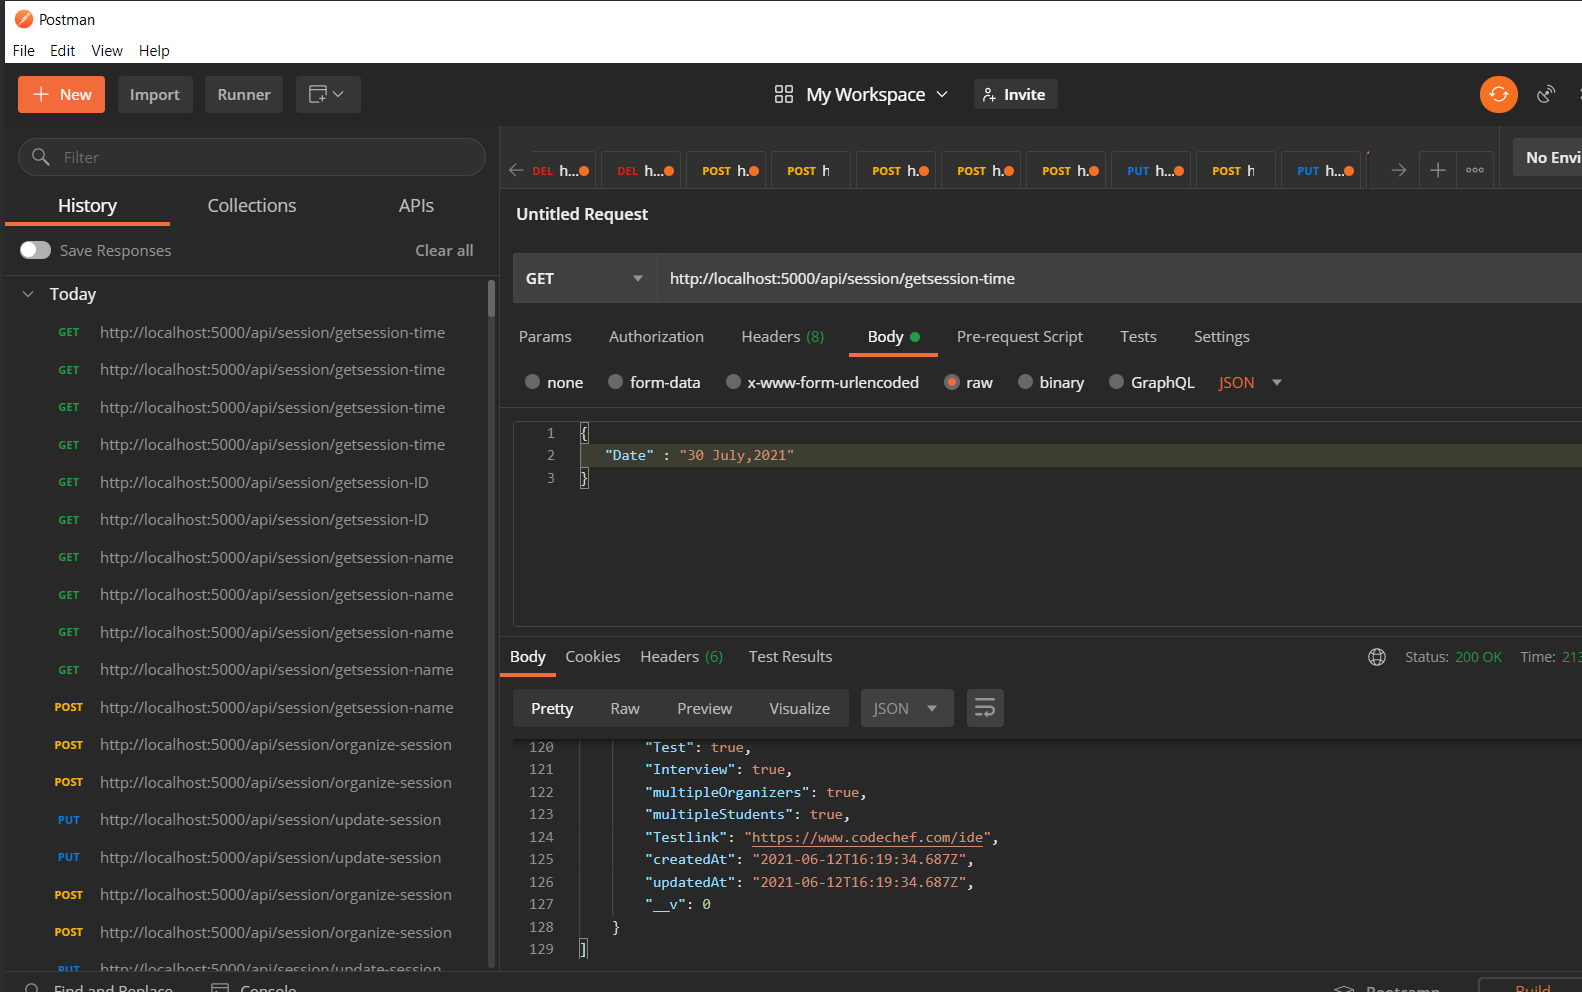 Postman
File Edit View Help
New Import Runner My Workspace Invite
Filter
History Collections APIs
Save Responses Clear all
Today
GET http://localhost:5000/api/session/getsession-time
GET http://localhost:5000/api/session/getsession-time
GET http://localhost:5000/api/session/getsession-time
GET http://localhost:5000/api/session/getsession-time
GET http://localhost:5000/api/session/getsession-ID
GET http://localhost:5000/api/session/getsession-ID
GET http://localhost:5000/api/session/getsession-name
GET http://localhost:5000/api/session/getsession-name
GET http://localhost:5000/api/session/getsession-name
GET http://localhost:5000/api/session/getsession-name
POST http://localhost:5000/api/session/getsession-name
POST http://localhost:5000/api/session/organize-session
POST http://localhost:5000/api/session/organize-session
PUT http://localhost:5000/api/session/update-session
PUT http://localhost:5000/api/session/update-session
POST http://localhost:5000/api/session/organize-session
POST http://localhost:5000/api/session/organize-session
PUT http://localhost:5000/api/session/update-session
DEL h... DEL h... POST h. POST h POST h. POST h. POST h. PUT h... POST h PUT h... No Envi
Untitled Request
GET http://localhost:5000/api/session/getsession-time
Params Authorization Headers (8) Body Pre-request Script Tests Settings
none form-data x-www-form-urlencoded raw binary GraphQL JSON
1 {
2 "Date" : "30 July,2021"
3 }
Body Cookies Headers (6) Test Results Status: 200 OK Time: 213
Pretty Raw Preview Visualize JSON
120 "Test": true,
121 "Interview": true,
122 "multipleOrganizers": true,
123 "multipleStudents": true,
124 "Testlink": "https://www.codechef.com/ide",
125 "createdAt": "2021-06-12T16:19:34.687Z",
126 "updatedAt": "2021-06-12T16:19:34.687Z",
127 "__v": 0
128 }
129 ]
Find and Replace Console Bootcamp Build